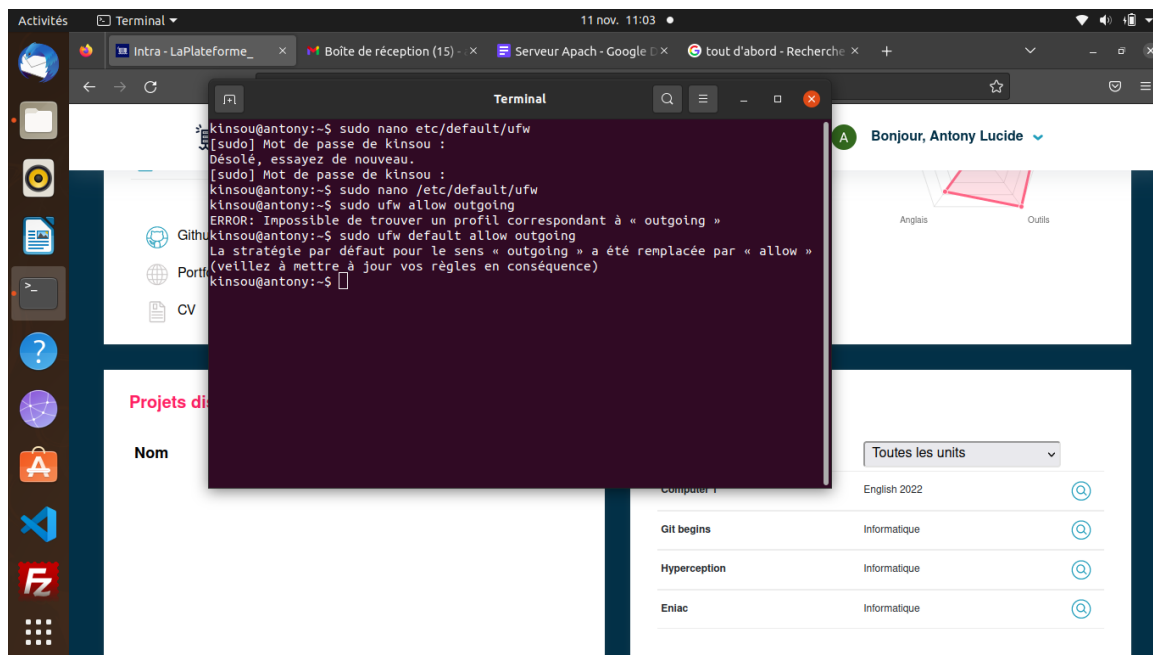 Activités Terminal 11 nov. 11:03
Intra - LaPlateforme_ Boîte de réception (15) - Serveur Apach - Google D tout d'abord - Recherche
Terminal
kinsou@antony:~$ sudo nano etc/default/ufw
[sudo] Mot de passe de kinsou :
Désolé, essayez de nouveau.
[sudo] Mot de passe de kinsou :
kinsou@antony:~$ sudo nano /etc/default/ufw
kinsou@antony:~$ sudo ufw allow outgoing
ERROR: Impossible de trouver un profil correspondant à « outgoing »
kinsou@antony:~$ sudo ufw default allow outgoing
La stratégie par défaut pour le sens « outgoing » a été remplacée par « allow »
(veillez à mettre à jour vos règles en conséquence)
kinsou@antony:~$
A Bonjour, Antony Lucide
Anglais Outils
Githu
Portfo
CV
Projets di
Nom
Toutes les units
Computer 1 English 2022
Git begins Informatique
Hyperception Informatique
Eniac Informatique